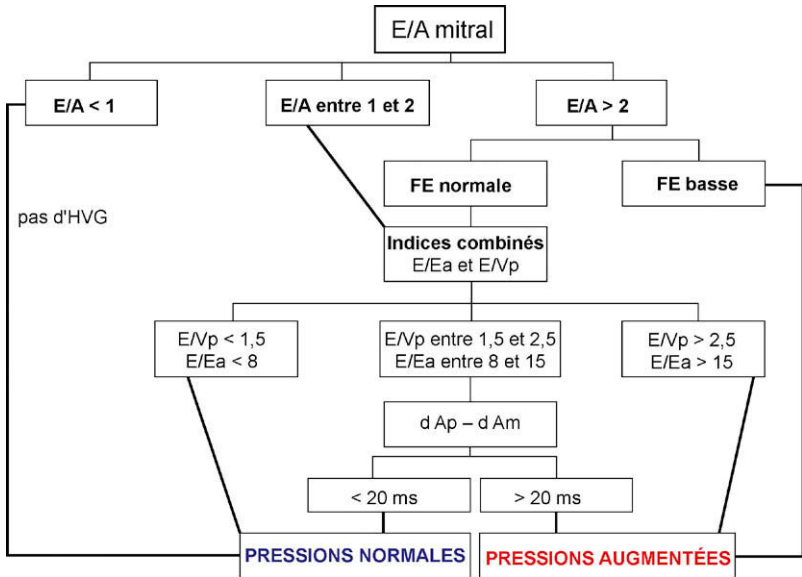 E/A mitral
E/A < 1
E/A entre 1 et 2
E/A > 2
FE normale
FE basse
pas d'HVG
Indices combinés
E/Ea et E/Vp
E/Vp < 1,5
E/Ea < 8
E/Vp entre 1,5 et 2,5
E/Ea entre 8 et 15
E/Vp > 2,5
E/Ea > 15
d Ap – d Am
< 20 ms
> 20 ms
PRESSIONS NORMALES
PRESSIONS AUGMENTÉES